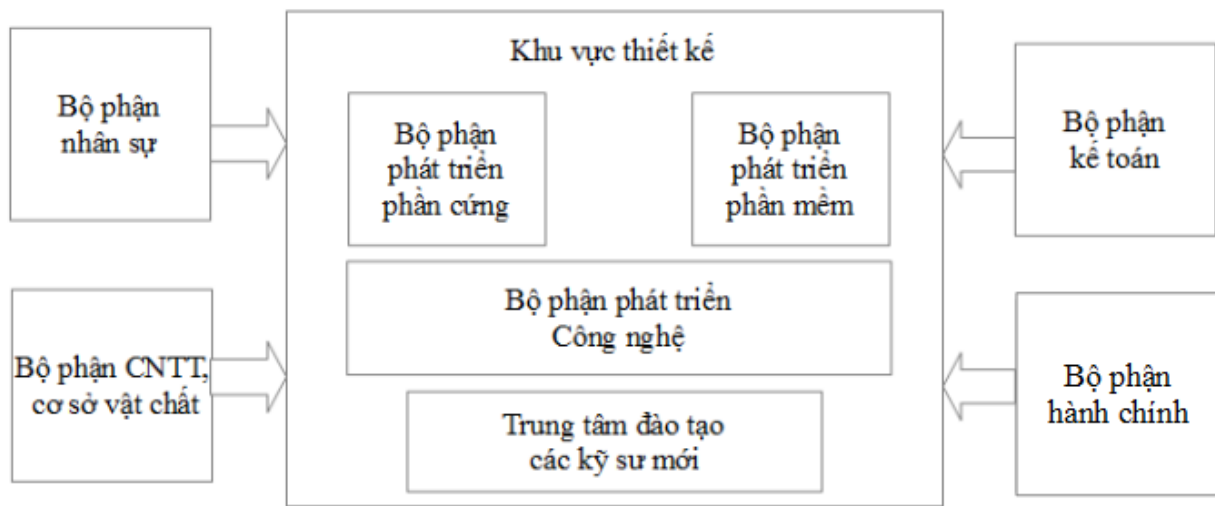 Khu vực thiết kế
Bộ phận
nhân sự
Bộ phận
phát triển
phần cứng
Bộ phận
phát triển
phần mềm
Bộ phận
kế toán
Bộ phận CNTT,
cơ sở vật chất
Bộ phận phát triển
Công nghệ
Trung tâm đào tạo
các kỹ sư mới
Bộ phận
hành chính